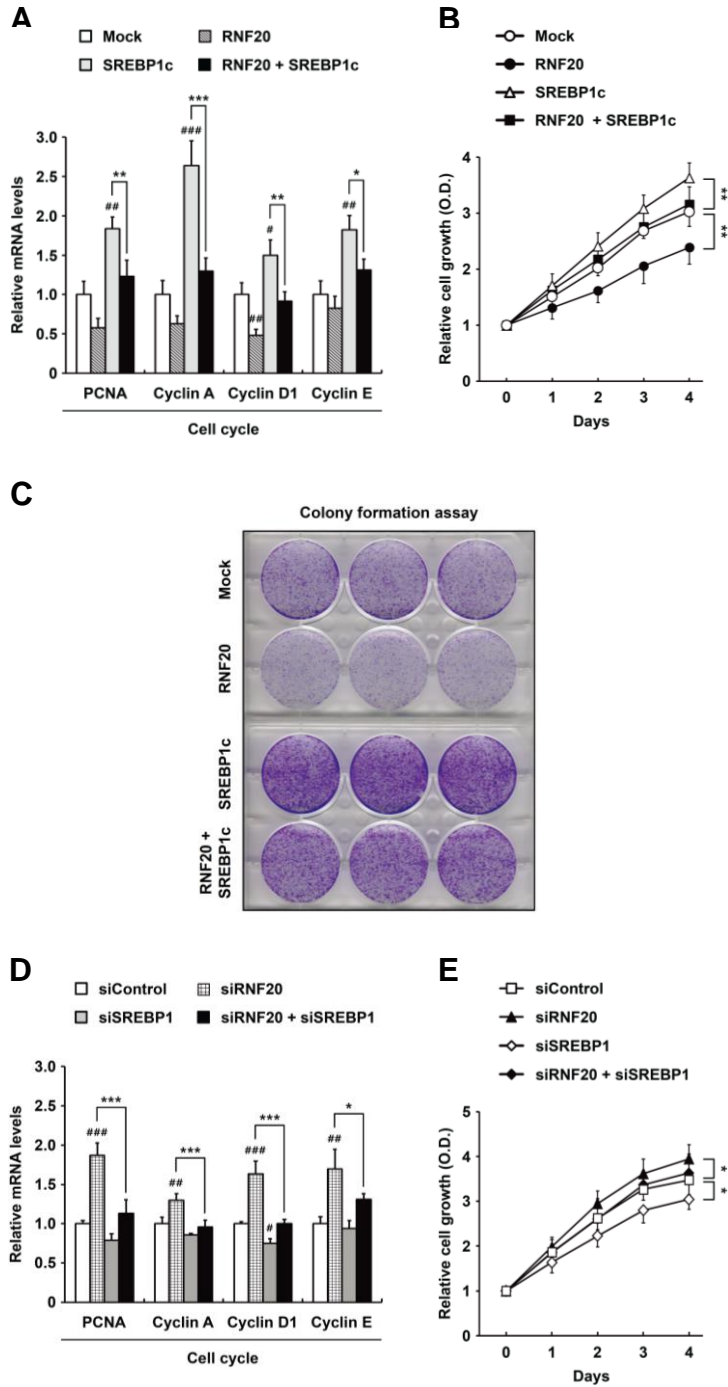 A
Mock
RNF20
SREBP1c
RNF20 + SREBP1c
Relative mRNA levels
3.0
2.5
2.0
1.5
1.0
0.5
0
##
**
###
***
##
#
**
##
*
PCNA
Cyclin A
Cyclin D1
Cyclin E
Cell cycle
B
Mock
RNF20
SREBP1c
RNF20 + SREBP1c
Relative cell growth (O.D.)
4
3
2
1
0
**
**
0 1 2 3 4
Days
C
Colony formation assay
Mock
RNF20
SREBP1c
RNF20 +
SREBP1c
D
siControl
siRNF20
siSREBP1
siRNF20 + siSREBP1
Relative mRNA levels
3.0
2.5
2.0
1.5
1.0
0.5
0
###
***
##
***
###
#
***
##
*
PCNA
Cyclin A
Cyclin D1
Cyclin E
Cell cycle
E
siControl
siRNF20
siSREBP1
siRNF20 + siSREBP1
Relative cell growth (O.D.)
5
4
3
2
1
0
*
*
0 1 2 3 4
Days